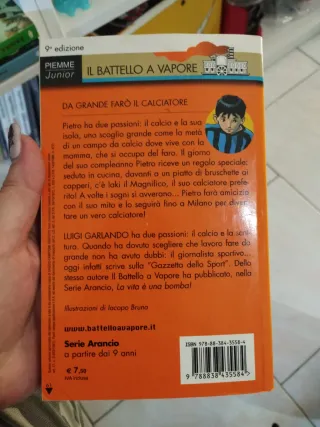 9ª edizione
PIEMME
Junior
IL BATTELLO A VAPORE
DA GRANDE FARÒ IL CALCIATORE
Pietro ha due passioni: il calcio e la sua
isola, uno scoglio grande come la metà
di un campo da calcio dove vive con la
mamma, che si occupa del faro. Il giorno
del suo compleanno Pietro riceve un regalo speciale:
seduto in cucina, davanti a un piatto di bruschette ai
capperi, c'è Iaki il Magnifico, il suo calciatore prefe-
rito! A volte i sogni si avverano... Pietro farà amicizia
con il suo mito e lo seguirà fino a Milano per diven-
tare un vero calciatore!
LUIGI GARLANDO ha due passioni: il calcio e la scrit-
tura. Quando ha dovuto scegliere che lavoro fare da
grande non ha avuto dubbi: il giornalista sportivo...
oggi infatti scrive sulla "Gazzetta dello Sport". Dello
stesso autore Il Battello a Vapore ha pubblicato, nella
Serie Arancio, La vita è una bomba!
Illustrazioni di Iacopo Bruno
www.battelloavapore.it
Serie Arancio
a partire dai 9 anni
€ 7,
IVA
ISBN 978-88-384-3558-4
9 788838 435584